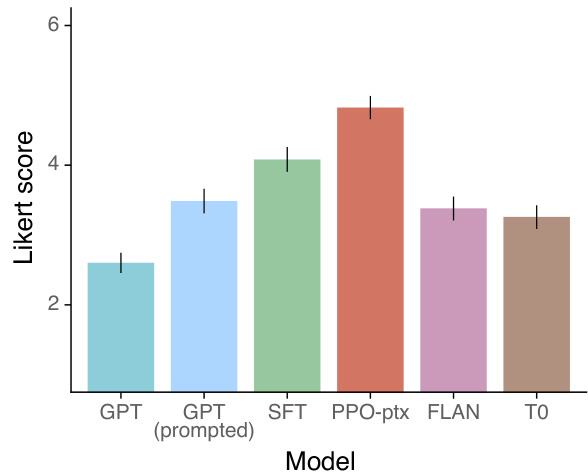 6
4
2
Likert score
GPT
GPT
(prompted)
SFT
PPO-ptx
FLAN
T0
Model